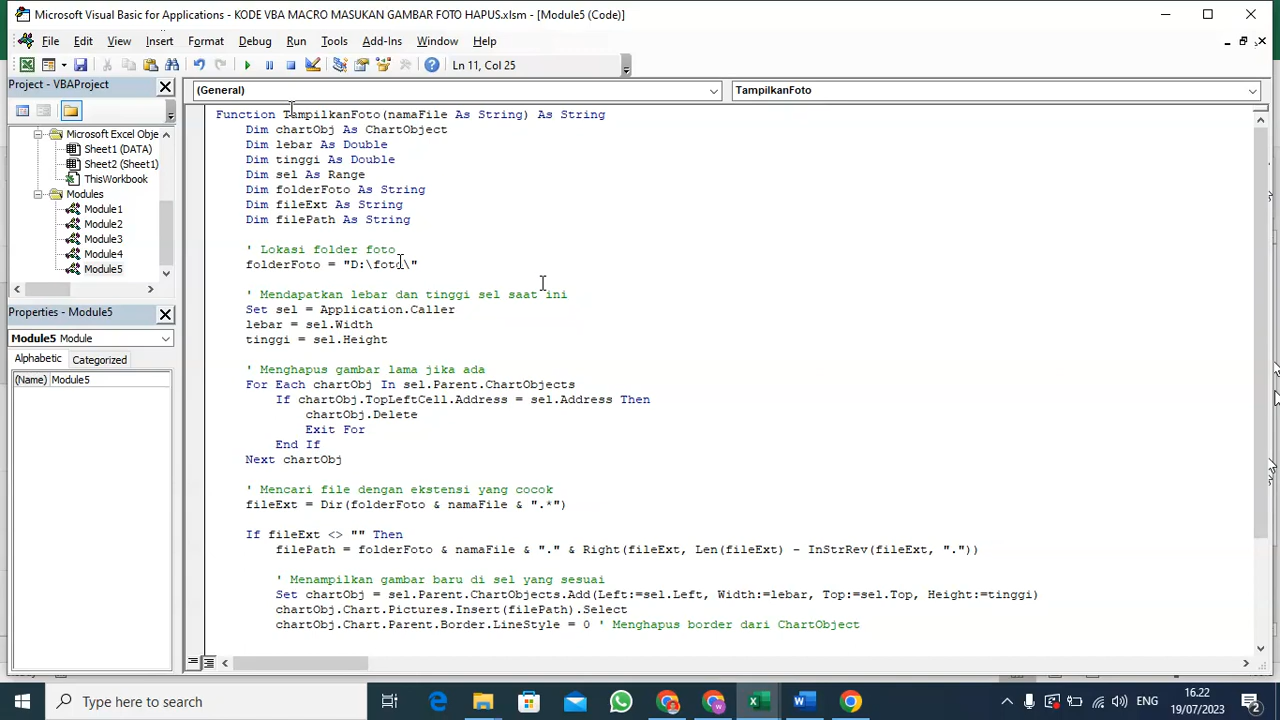 Microsoft Visual Basic for Applications - KODE VBA MACRO MASUKAN GAMBAR FOTO HAPUS.xlsm - [Module5 (Code)]
File Edit View Insert Format Debug Run Tools Add-Ins Window Help
Ln 11, Col 25
Project - VBAProject
(General)
TampilkanFoto
Microsoft Excel Obje
Sheet1 (DATA)
Sheet2 (Sheet1)
ThisWorkbook
Modules
Module1
Module2
Module3
Module4
Module5
Properties - Module5
Module5 Module
Alphabetic Categorized
(Name) Module5
Function TampilkanFoto(namaFile As String) As String
Dim chartObj As ChartObject
Dim lebar As Double
Dim tinggi As Double
Dim sel As Range
Dim folderFoto As String
Dim fileExt As String
Dim filePath As String
' Lokasi folder foto
folderFoto = "D:\foto\"
' Mendapatkan lebar dan tinggi sel saat ini
Set sel = Application.Caller
lebar = sel.Width
tinggi = sel.Height
' Menghapus gambar lama jika ada
For Each chartObj In sel.Parent.ChartObjects
If chartObj.TopLeftCell.Address = sel.Address Then
chartObj.Delete
Exit For
End If
Next chartObj
' Mencari file dengan ekstensi yang cocok
fileExt = Dir(folderFoto & namaFile & ".*")
If fileExt <> "" Then
filePath = folderFoto & namaFile & "." & Right(fileExt, Len(fileExt) - InStrRev(fileExt, "."))
' Menampilkan gambar baru di sel yang sesuai
Set chartObj = sel.Parent.ChartObjects.Add(Left:=sel.Left, Width:=lebar, Top:=sel.Top, Height:=tinggi)
chartObj.Chart.Pictures.Insert(filePath).Select
chartObj.Chart.Parent.Border.LineStyle = 0 ' Menghapus border dari ChartObject
Type here to search
ENG
16.22
19/07/2023
2